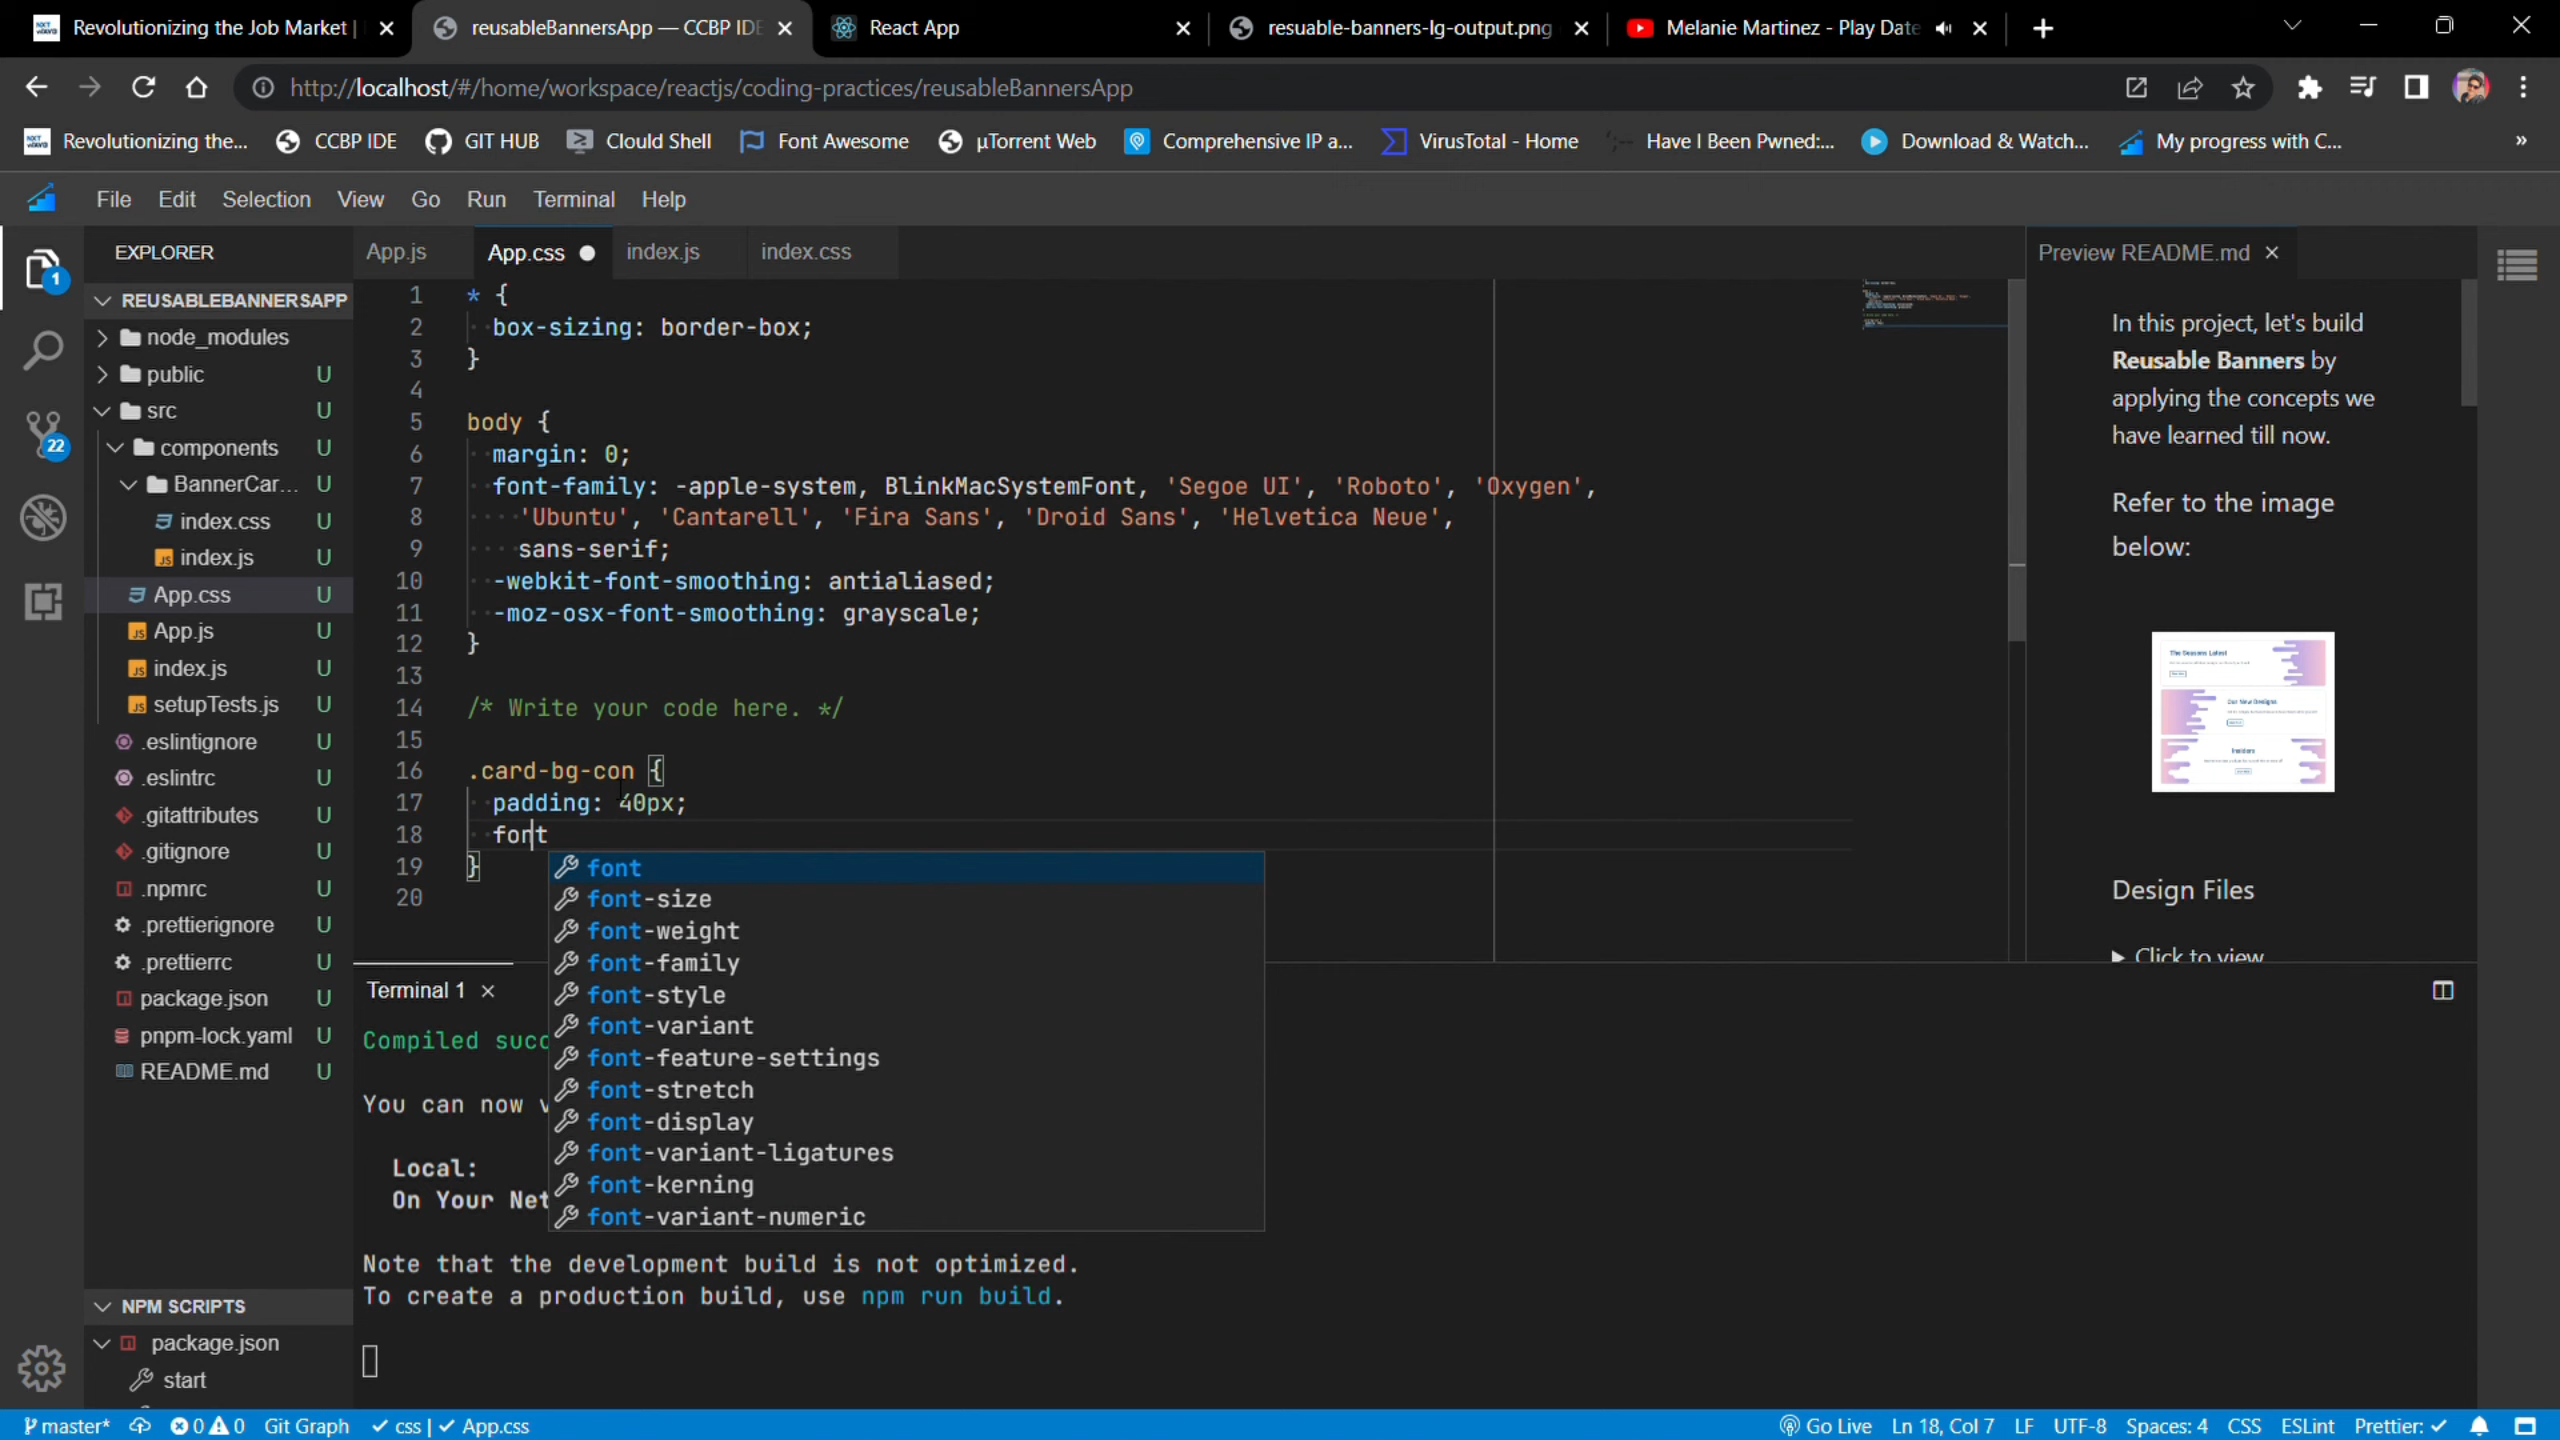 Revolutionizing the Job Market |
reusableBannersApp — CCBP IDE
React App
resuable-banners-lg-output.png
Melanie Martinez - Play Date
http://localhost/#/home/workspace/reactjs/coding-practices/reusableBannersApp
Revolutionizing the...
CCBP IDE
GIT HUB
Clould Shell
Font Awesome
µTorrent Web
Comprehensive IP a...
VirusTotal - Home
Have I Been Pwned:...
Download & Watch...
My progress with C...
»
File Edit Selection View Go Run Terminal Help
EXPLORER
App.js
App.css
index.js
index.css
Preview README.md
1
22
REUSABLEBANNERSAPP
node_modules
public U
src U
components U
BannerCar... U
index.css U
index.js U
App.css U
App.js U
index.js U
setupTests.js U
.eslintignore U
.eslintrc U
.gitattributes U
.gitignore U
.npmrc U
.prettierignore U
.prettierrc U
package.json U
pnpm-lock.yaml U
README.md U
NPM SCRIPTS
package.json
start
1 * {
2 box-sizing: border-box;
3 }
4
5 body {
6 margin: 0;
7 font-family: -apple-system, BlinkMacSystemFont, 'Segoe UI', 'Roboto', 'Oxygen',
8 'Ubuntu', 'Cantarell', 'Fira Sans', 'Droid Sans', 'Helvetica Neue',
9 sans-serif;
10 -webkit-font-smoothing: antialiased;
11 -moz-osx-font-smoothing: grayscale;
12 }
13
14 /* Write your code here. */
15
16 .card-bg-con {
17 padding: 40px;
18 font
19 }
20
font
font-size
font-weight
font-family
font-style
font-variant
font-feature-settings
font-stretch
font-display
font-variant-ligatures
font-kerning
font-variant-numeric
Terminal 1
Compiled succ
You can now v
Local:
On Your Net
Note that the development build is not optimized.
To create a production build, use npm run build.
In this project, let's build
Reusable Banners by
applying the concepts we
have learned till now.
Refer to the image
below:
The Seasons Latest
Our New Designs
Insiders
Design Files
Click to view
master*
0 0
Git Graph
css | App.css
Go Live
Ln 18, Col 7
LF
UTF-8
Spaces: 4
CSS
ESLint
Prettier: